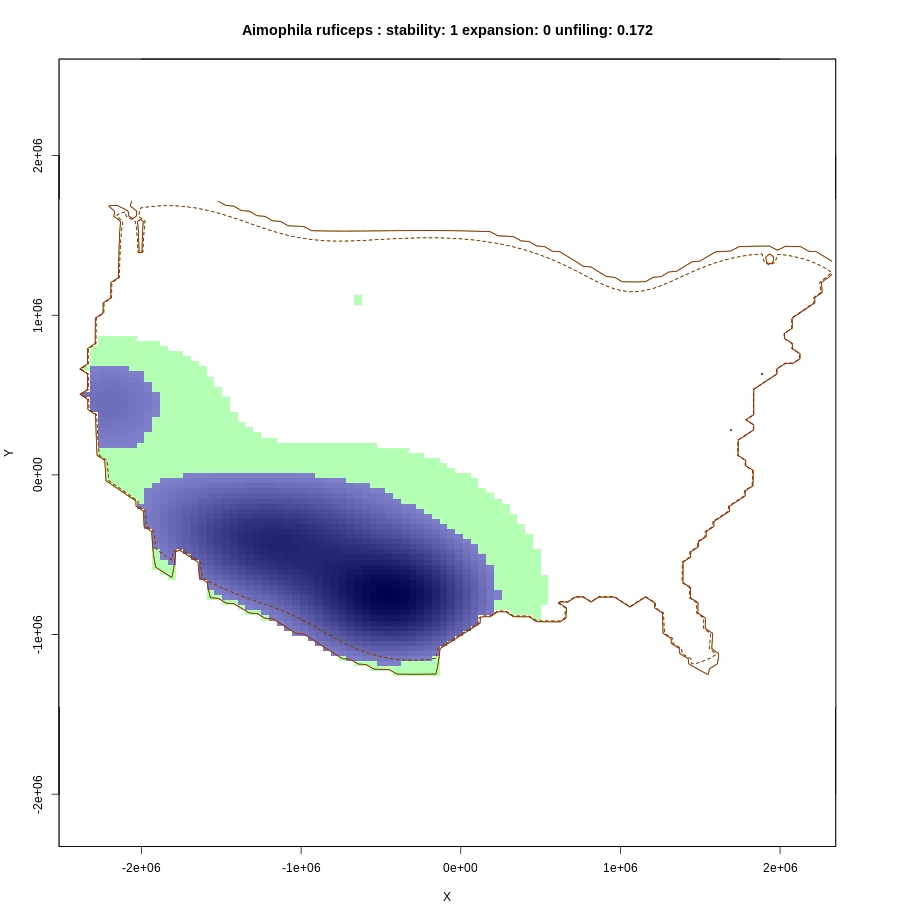 Aimophila ruficeps : stability: 1 expansion: 0 unfiling: 0.172
2e+06
1e+06
0e+00
-1e+06
-2e+06
Y
-2e+06 -1e+06 0e+00 1e+06 2e+06
X